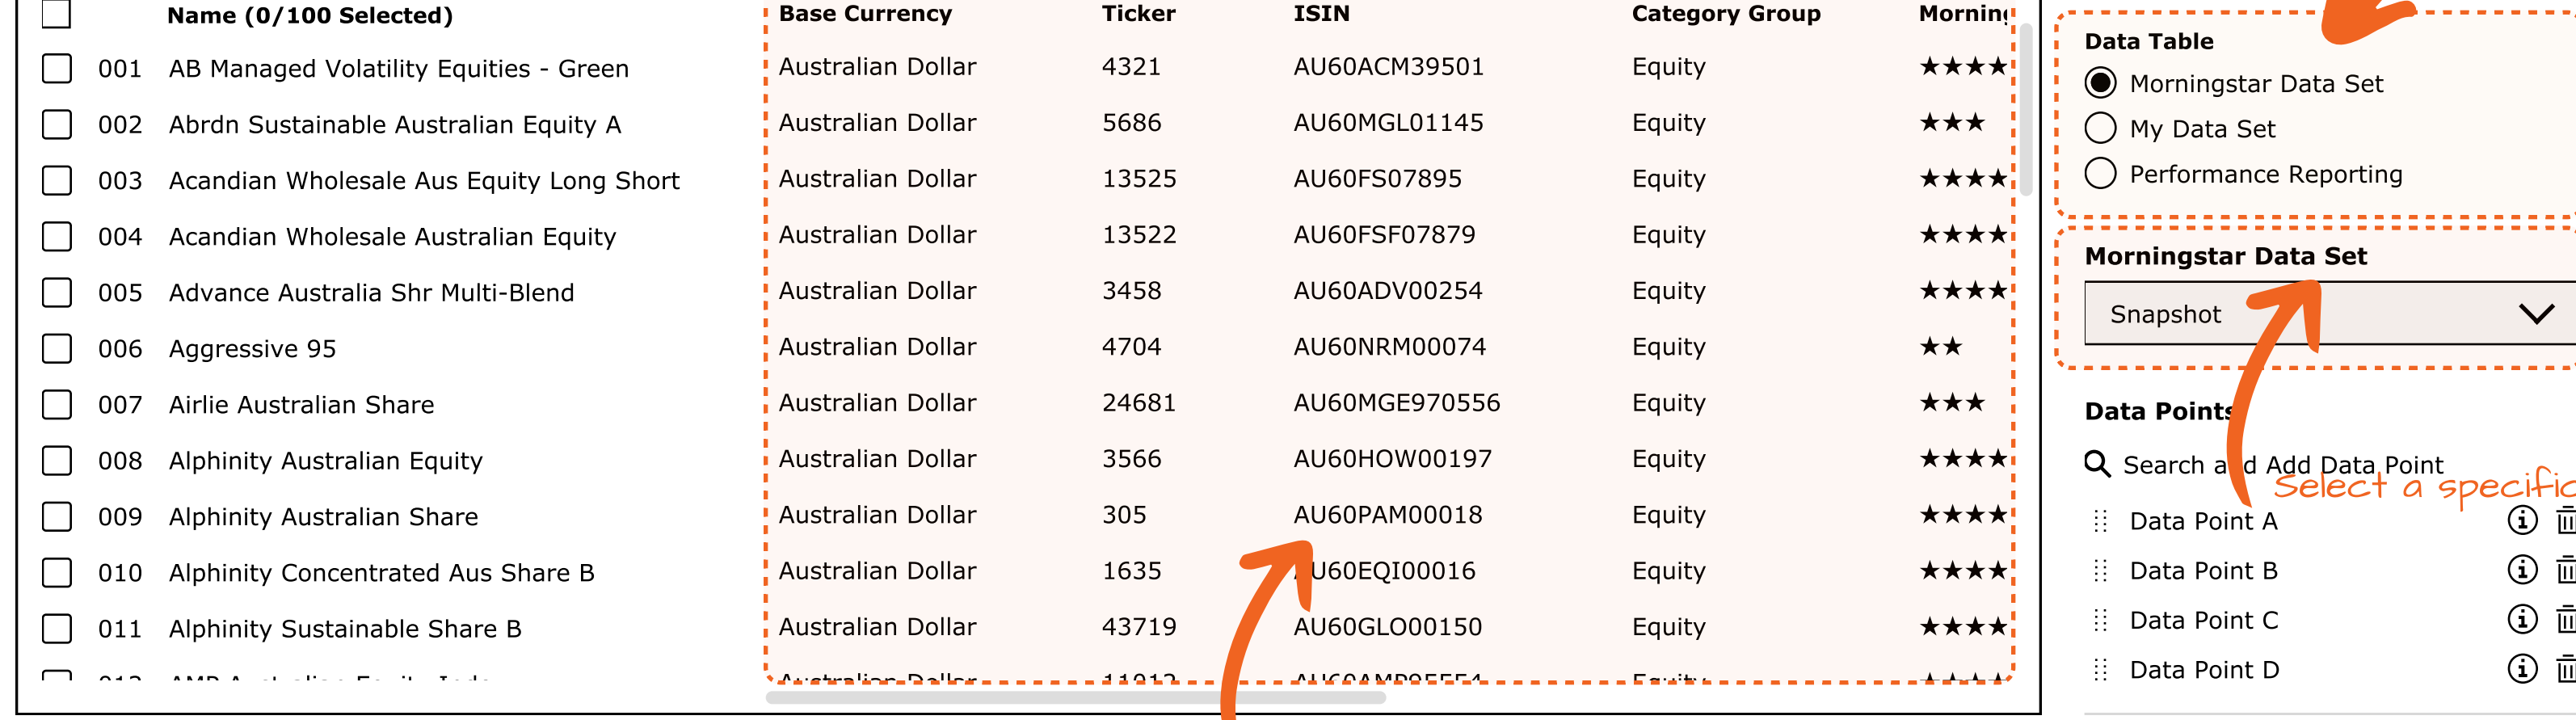 Name (0/100 Selected) Base Currency Ticker ISIN Category Group
001 AB Managed Volatility Equities - Green Australian Dollar 4321 AU60ACM39501 Equity ★★★★
002 Abrdn Sustainable Australian Equity A Australian Dollar 5686 AU60MGL01145 Equity ★★★
003 Acandian Wholesale Aus Equity Long Short Australian Dollar 13525 AU60FS07895 Equity ★★★★
004 Acandian Wholesale Australian Equity Australian Dollar 13522 AU60FSF07879 Equity ★★★★
005 Advance Australia Shr Multi-Blend Australian Dollar 3458 AU60ADV00254 Equity ★★★★
006 Aggressive 95 Australian Dollar 4704 AU60NRM00074 Equity ★★
007 Airlie Australian Share Australian Dollar 24681 AU60MGE970556 Equity ★★★
008 Alphinity Australian Equity Australian Dollar 3566 AU60HOW00197 Equity ★★★★
009 Alphinity Australian Share Australian Dollar 305 AU60PAM00018 Equity ★★★★
010 Alphinity Concentrated Aus Share B Australian Dollar 1635 AU60EQI00016 Equity ★★★★
011 Alphinity Sustainable Share B Australian Dollar 43719 AU60GLO00150 Equity ★★★★
Data Table
Morningstar Data Set
My Data Set
Performance Reporting
Morningstar Data Set
Snapshot
Data Points
Search and Add Data Point
Select a specific
Data Point A
Data Point B
Data Point C
Data Point D